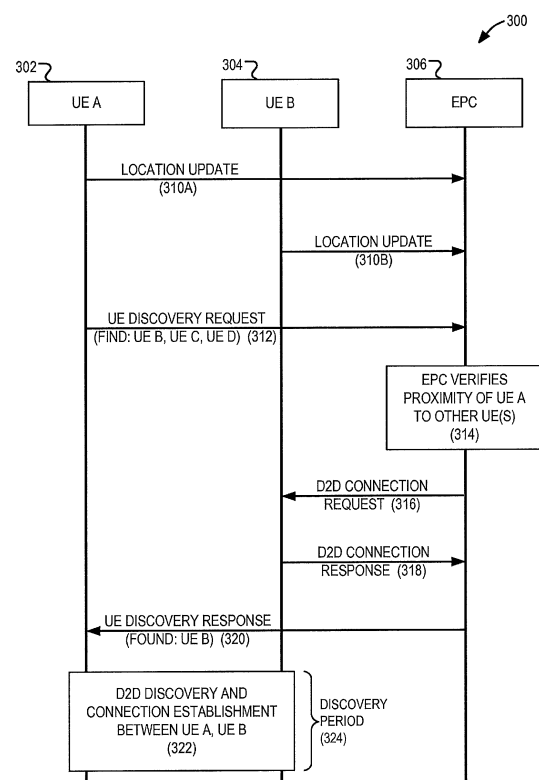 300
302
304
306
UE A
UE B
EPC
LOCATION UPDATE
(310A)
LOCATION UPDATE
(310B)
UE DISCOVERY REQUEST
(FIND: UE B, UE C, UE D) (312)
EPC VERIFIES
PROXIMITY OF UE A
TO OTHER UE(S)
(314)
D2D CONNECTION
REQUEST (316)
D2D CONNECTION
RESPONSE (318)
UE DISCOVERY RESPONSE
(FOUND: UE B) (320)
D2D DISCOVERY AND
CONNECTION ESTABLISHMENT
BETWEEN UE A, UE B
(322)
DISCOVERY
PERIOD
(324)